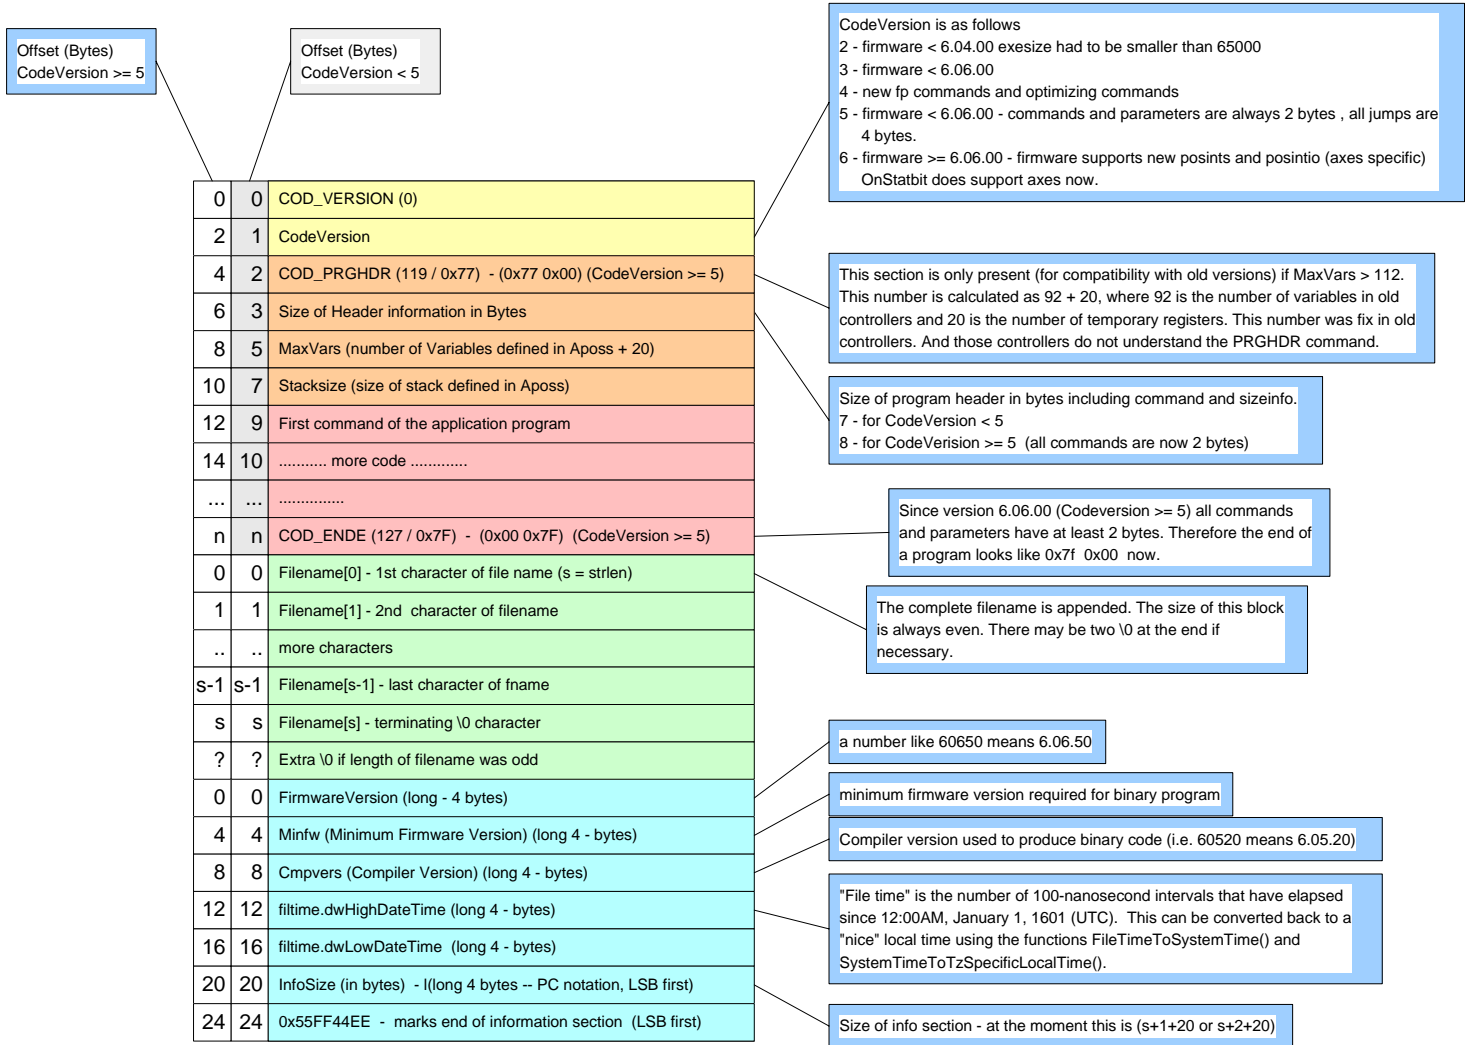 Offset (Bytes)
CodeVersion >= 5
Offset (Bytes)
CodeVersion < 5
CodeVersion is as follows
2 - firmware < 6.04.00 exesize had to be smaller than 65000
3 - firmware < 6.06.00
4 - new fp commands and optimizing commands
5 - firmware < 6.06.00 - commands and parameters are always 2 bytes , all jumps are
4 bytes.
6 - firmware >= 6.06.00 - firmware supports new posints and posintio (axes specific)
OnStatbit does support axes now.
0 0 COD_VERSION (0)
2 1 CodeVersion
4 2 COD_PRGHDR (119 / 0x77)  - (0x77 0x00) (CodeVersion >= 5)
6 3 Size of Header information in Bytes
8 5 MaxVars (number of Variables defined in Aposs + 20)
10 7 Stacksize (size of stack defined in Aposs)
12 9 First command of the application program
14 10 ........... more code .............
... ... ...............
n n COD_ENDE (127 / 0x7F)  -  (0x00 0x7F)  (CodeVersion >= 5)
0 0 Filename[0] - 1st character of file name (s = strlen)
1 1 Filename[1] - 2nd  character of filename
.. .. more characters
s-1 s-1 Filename[s-1] - last character of fname
s s Filename[s] - terminating \0 character
? ? Extra \0 if length of filename was odd
0 0 FirmwareVersion (long - 4 bytes)
4 4 Minfw (Minimum Firmware Version) (long 4 - bytes)
8 8 Cmpvers (Compiler Version) (long 4 - bytes)
12 12 filtime.dwHighDateTime (long 4 - bytes)
16 16 filtime.dwLowDateTime  (long 4 - bytes)
20 20 InfoSize (in bytes)  - l(long 4 bytes -- PC notation, LSB first)
24 24 0x55FF44EE  -  marks end of information section  (LSB first)
This section is only present (for compatibility with old versions) if MaxVars > 112.
This number is calculated as 92 + 20, where 92 is the number of variables in old
controllers and 20 is the number of temporary registers. This number was fix in old
controllers. And those controllers do not understand the PRGHDR command.
Size of program header in bytes including command and sizeinfo.
7 - for CodeVersion < 5
8 - for CodeVerision >= 5  (all commands are now 2 bytes)
Since version 6.06.00 (Codeversion >= 5) all commands
and parameters have at least 2 bytes. Therefore the end of
a program looks like 0x7f  0x00  now.
The complete filename is appended. The size of this block
is always even. There may be two \0 at the end if
necessary.
a number like 60650 means 6.06.50
minimum firmware version required for binary program
Compiler version used to produce binary code (i.e. 60520 means 6.05.20)
"File time" is the number of 100-nanosecond intervals that have elapsed
since 12:00AM, January 1, 1601 (UTC).  This can be converted back to a
"nice" local time using the functions FileTimeToSystemTime() and
SystemTimeToTzSpecificLocalTime().
Size of info section - at the moment this is (s+1+20 or s+2+20)